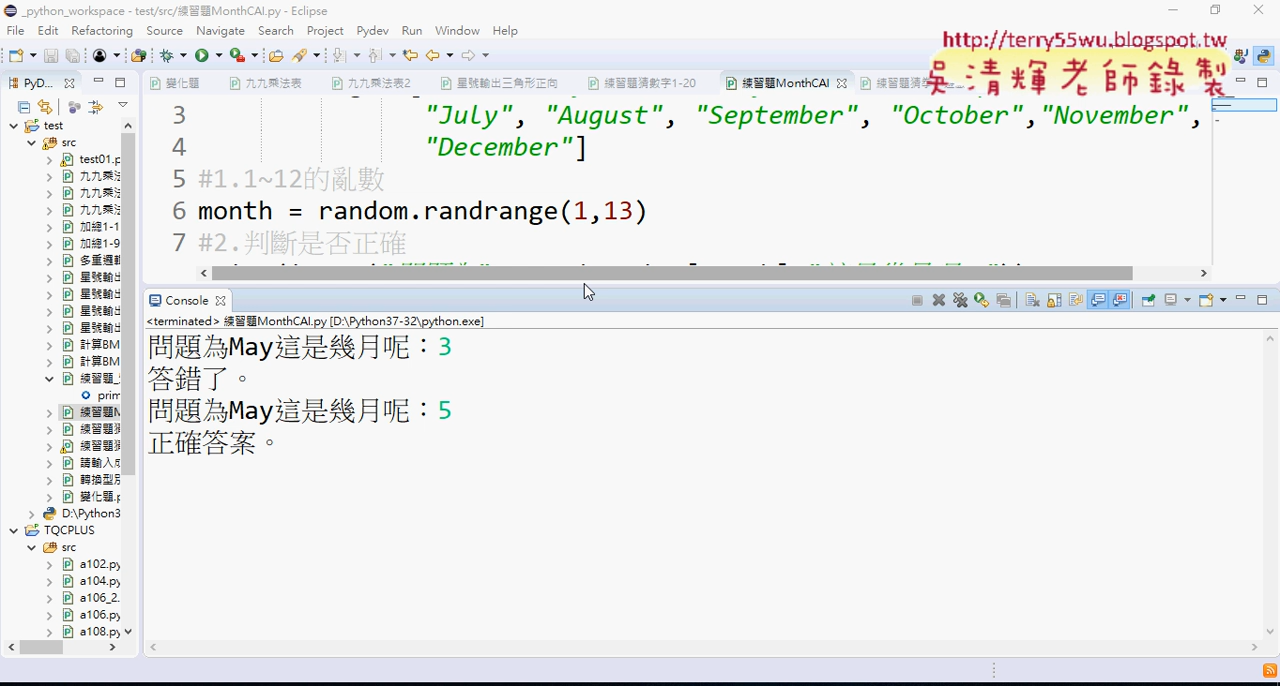 _python_workspace - test/src/練習題MonthCAI.py - Eclipse
File Edit Refactoring Source Search Navigate Project Pydev Run Window Help
http://terry55wu.blogspot.tw
吳清輝老師錄製
PyD...
變化題 九九乘法表 九九乘法表2 星號輸出三角形正向 練習題猜數字1-20 練習題MonthCAI
3 "July", "August", "September", "October","November",
4 "December"]
5 #1.1~12的亂數
6 month = random.randrange(1,13)
7 #2.判斷是否正確
test
src
test01.p
九九乘法
九九乘法
九九乘法
加總1-1
加總1-9
多重迴
星號輸出
星號輸出
星號輸出
星號輸出
計算BM
計算BM
練習題_
prim
練習題M
練習題
練習題
請輸入成
轉換型別
變化題.p
D:\Python3
TQCPLUS
src
a102.py
a104.py
a106_2.
a106.py
a108.py
Console
<terminated> 練習題MonthCAI.py [D:\Python37-32\python.exe]
問題為May這是幾月呢：3
答錯了。
問題為May這是幾月呢：5
正確答案。